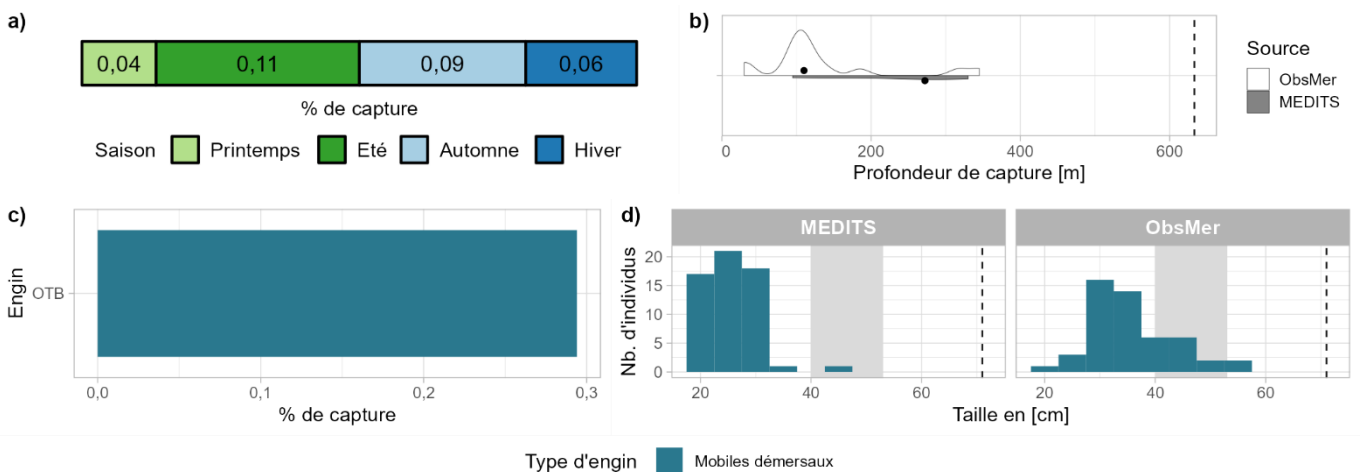 a)
0,04 0,11 0,09 0,06
% de capture
Saison Printemps Eté Automne Hiver
b)
0 200 400 600
Profondeur de capture [m]
Source
ObsMer
MEDITS
c)
Engin
OTB
0,0 0,1 0,2 0,3
% de capture
d)
MEDITS ObsMer
Nb. d'individus
20
15
10
5
0
20 40 60 20 40 60
Taille en [cm]
Type d'engin Mobiles démersaux